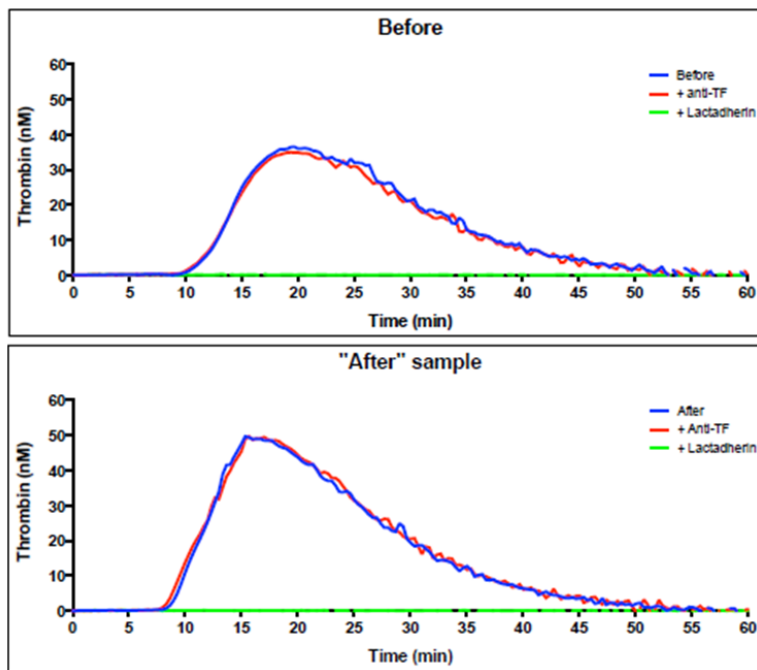 Before
60
50
40
30
20
10
0
Thrombin (nM)
Before
+ anti-TF
+ Lactadherin
0 5 10 15 20 25 30 35 40 45 50 55 60
Time (min)
"After" sample
60
50
40
30
20
10
0
Thrombin (nM)
After
+ Anti-TF
+ Lactadherin
0 5 10 15 20 25 30 35 40 45 50 55 60
Time (min)